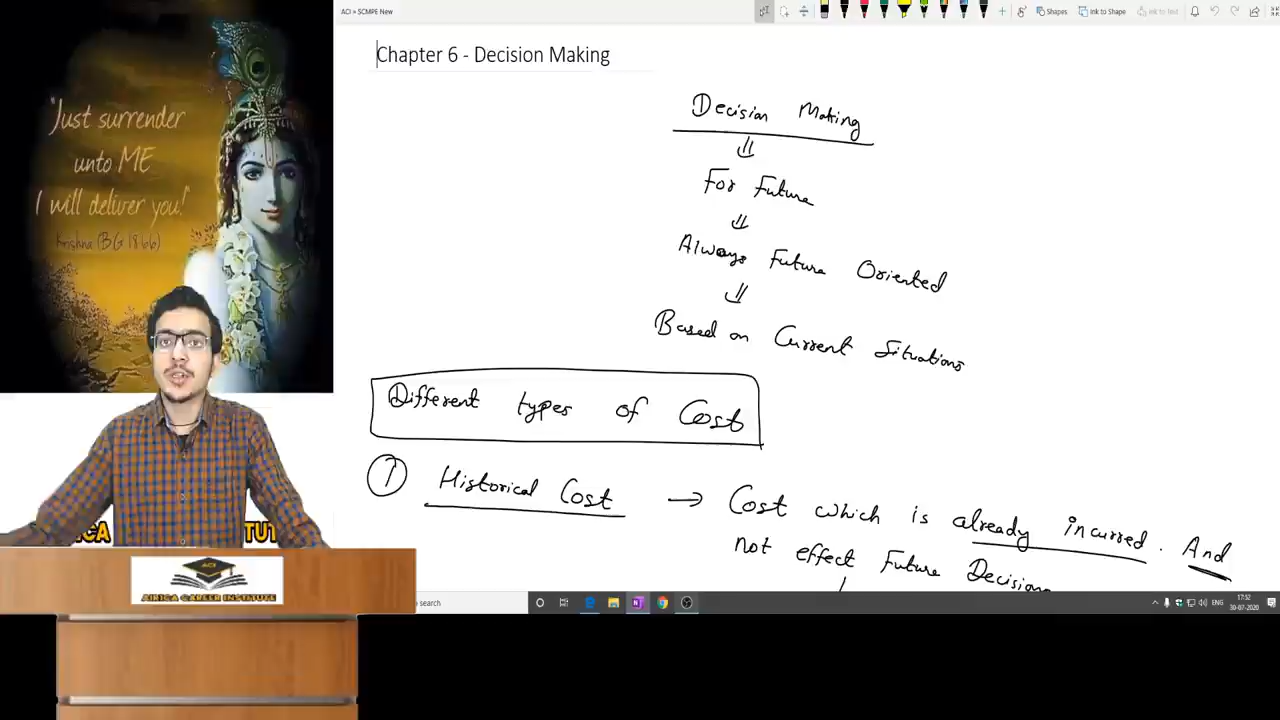 ACI » SCMPE New
Shapes
Ink to Shape
Chapter 6 - Decision Making
"Just surrender
unto ME
I will deliver you!"
Krishna (BG 18.66)
Decision Making
For Future
Always Future Oriented
Based on Current Situations
Different types of Cost
1 Historical Cost → Cost which is already incurred. And
not effect Future Decisions
ACI
AIRICA CAREER INSTITUTE
search
ENG
17:52
30-07-2020